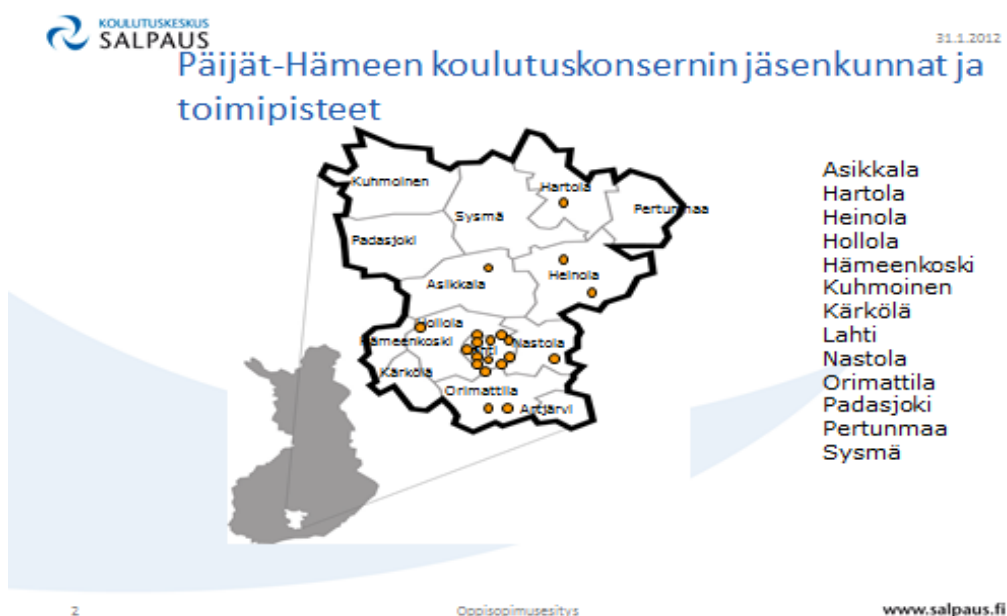 KOULUTUSKESKUS
SALPAUS
31.1.2012
Päijät-Hämeen koulutuskonsernin jäsenkunnat ja
toimipisteet
Kuhmoinen
Hartola
Pertunmaa
Sysmä
Padasjoki
Heinola
Asikkala
Hollola
Hämeenkoski
Nastola
Kärkölä
Orimattila
Artjärvi
Asikkala
Hartola
Heinola
Hollola
Hämeenkoski
Kuhmoinen
Kärkölä
Lahti
Nastola
Orimattila
Padasjoki
Pertunmaa
Sysmä
2
Oppisopimusesitys
www.salpaus.fi